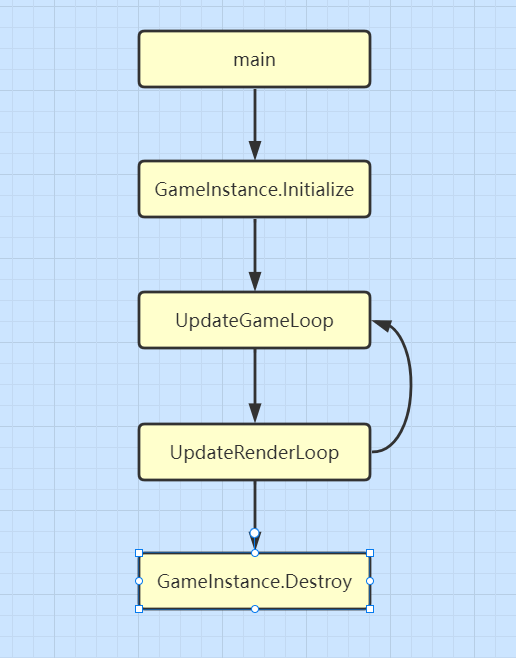 main
GameInstance.Initialize
UpdateGameLoop
UpdateRenderLoop
GameInstance.Destroy